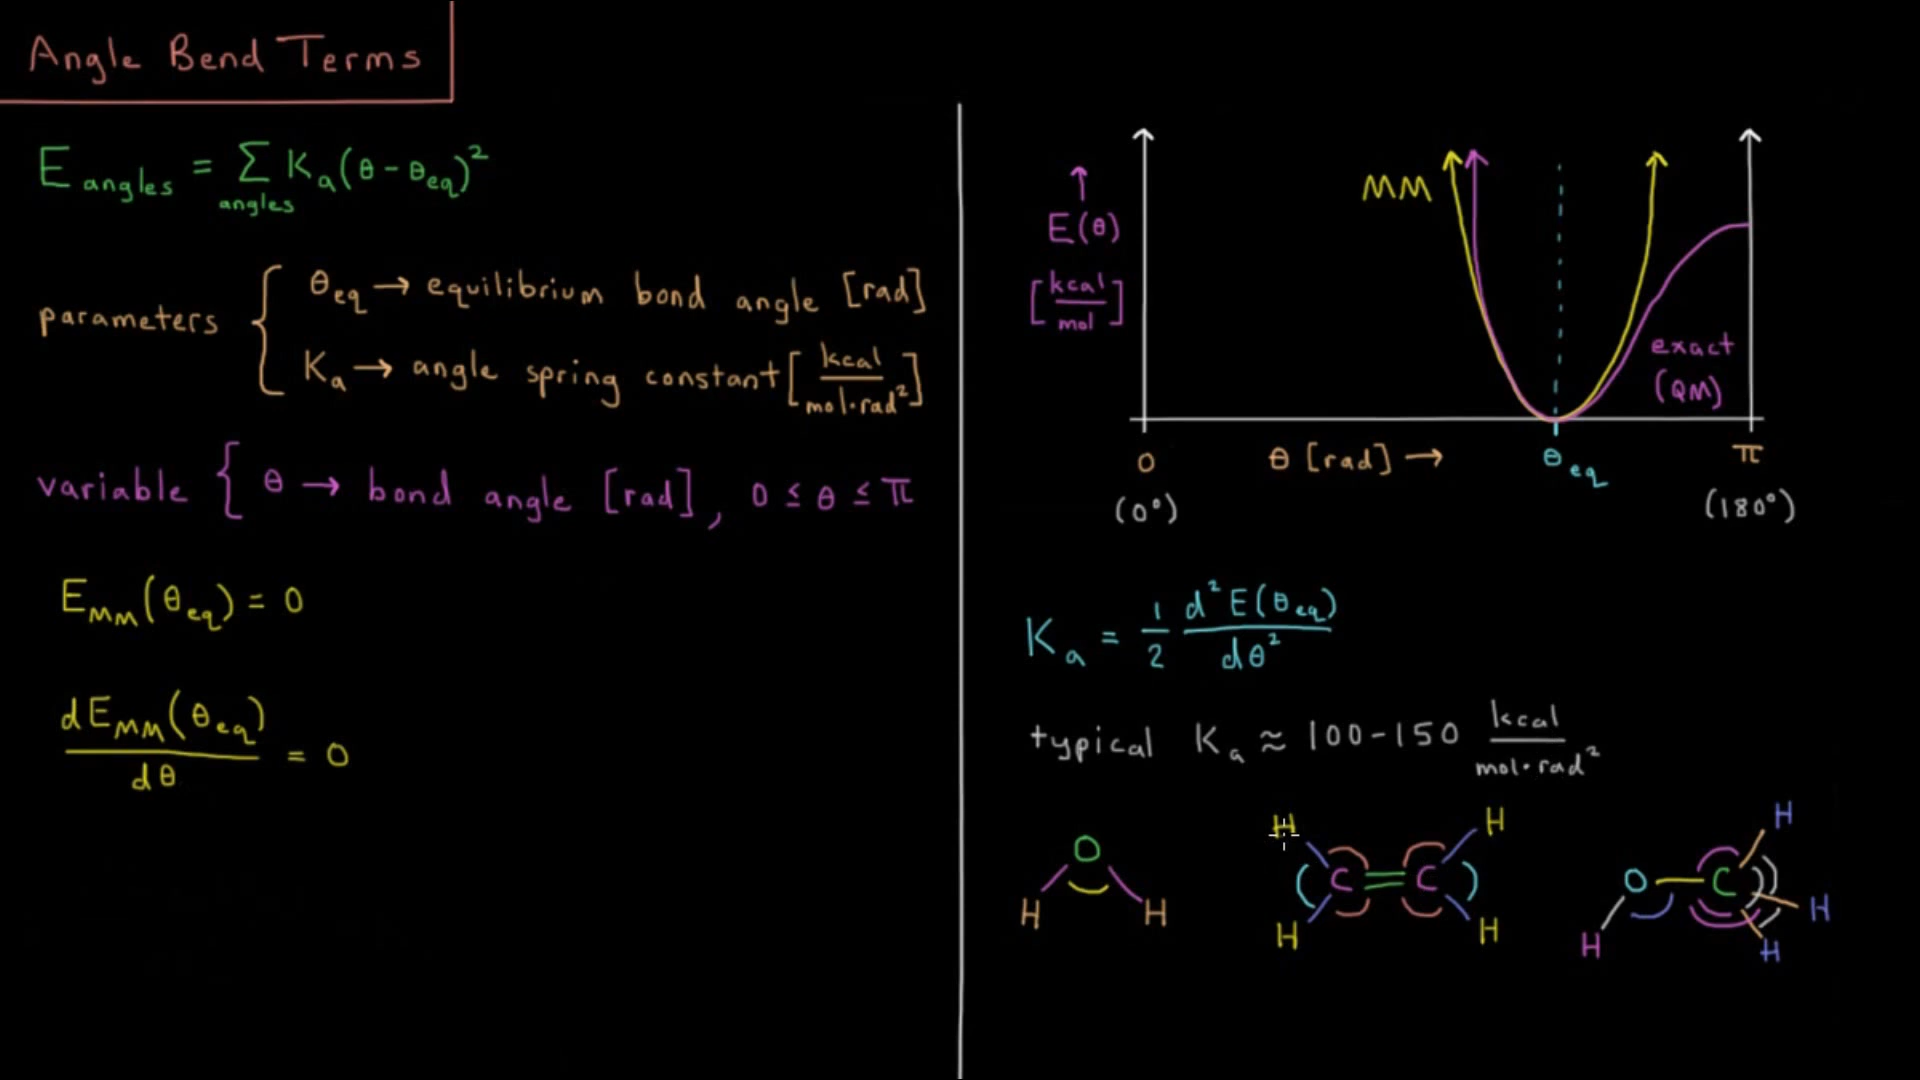 Angle Bend Terms
E angles = Σ angles Kₐ(θ - θeq)²
parameters { θeq → equilibrium bond angle [rad]
Kₐ → angle spring constant [kcal / mol·rad²]
variable { θ → bond angle [rad], 0 ≤ θ ≤ π
E_MM(θeq) = 0
dE_MM(θeq) / dθ = 0
MM
↑
E(θ)
[kcal / mol]
exact
(QM)
0 θ [rad] → θeq π
(0°) (180°)
Kₐ = 1/2 d²E(θeq) / dθ²
typical Kₐ ≈ 100-150 kcal / mol·rad²
O
H H
H H
C = C
H H
H
O C H
H H